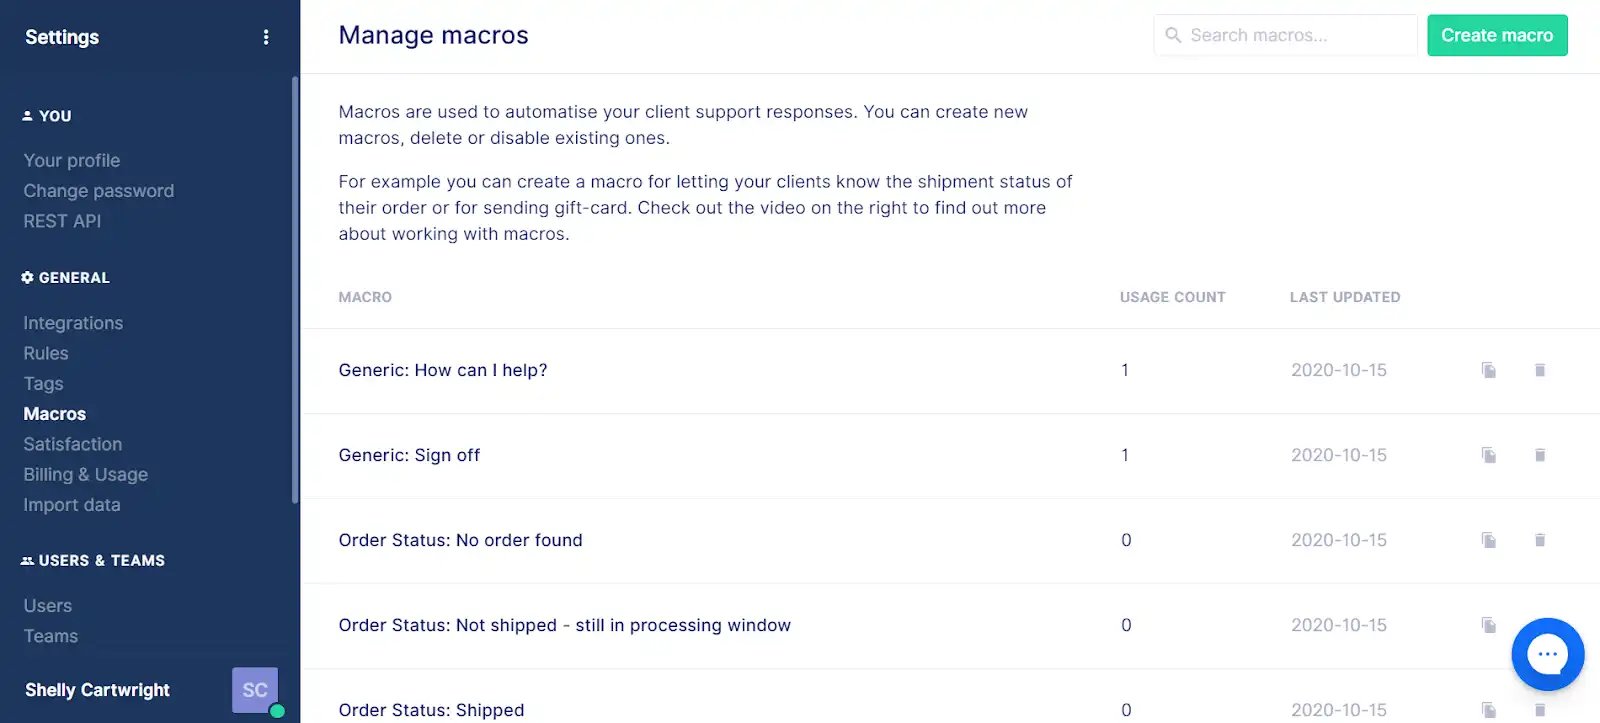 Settings
YOU
Your profile
Change password
REST API
GENERAL
Integrations
Rules
Tags
Macros
Satisfaction
Billing & Usage
Import data
USERS & TEAMS
Users
Teams
Shelly Cartwright SC
Manage macros
Search macros...
Create macro
Macros are used to automatise your client support responses. You can create new
macros, delete or disable existing ones.
For example you can create a macro for letting your clients know the shipment status of
their order or for sending gift-card. Check out the video on the right to find out more
about working with macros.
MACRO USAGE COUNT LAST UPDATED
Generic: How can I help? 1 2020-10-15
Generic: Sign off 1 2020-10-15
Order Status: No order found 0 2020-10-15
Order Status: Not shipped - still in processing window 0 2020-10-15
Order Status: Shipped 0 2020-10-15